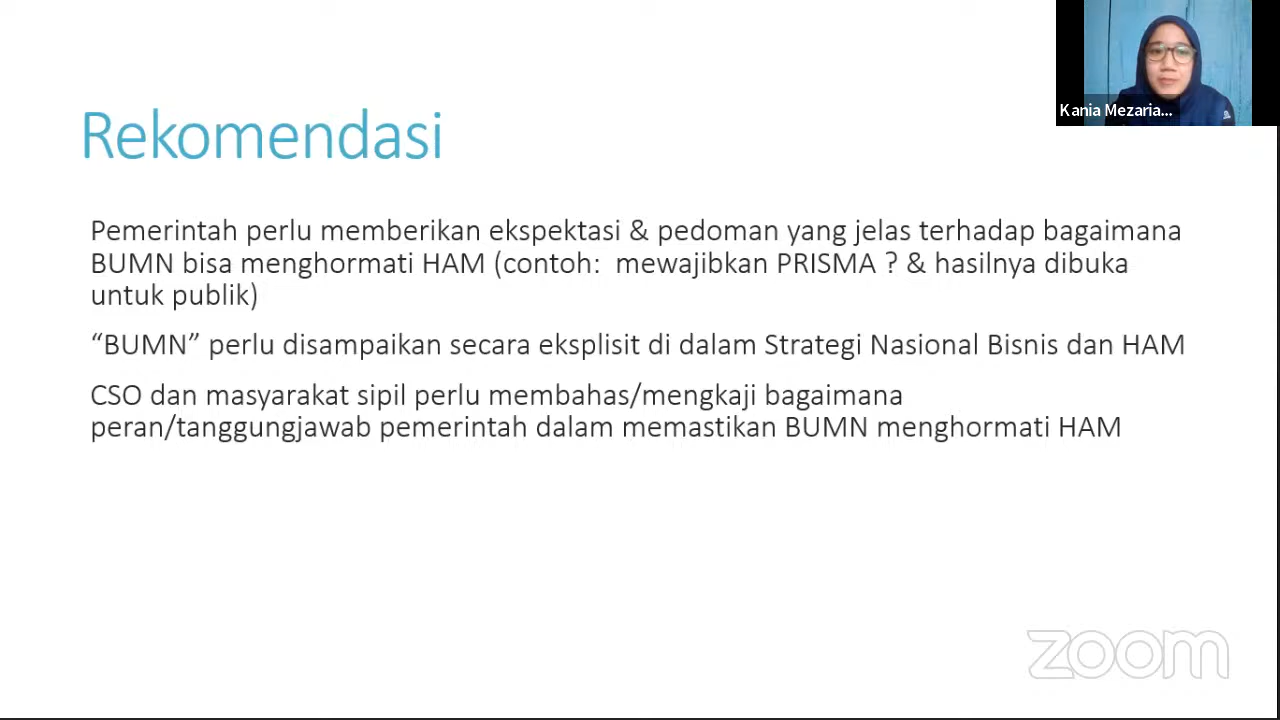 Kania Mezaria...
Rekomendasi
Pemerintah perlu memberikan ekspektasi & pedoman yang jelas terhadap bagaimana
BUMN bisa menghormati HAM (contoh:  mewajibkan PRISMA ? & hasilnya dibuka
untuk publik)
“BUMN” perlu disampaikan secara eksplisit di dalam Strategi Nasional Bisnis dan HAM
CSO dan masyarakat sipil perlu membahas/mengkaji bagaimana
peran/tanggungjawab pemerintah dalam memastikan BUMN menghormati HAM
zoom